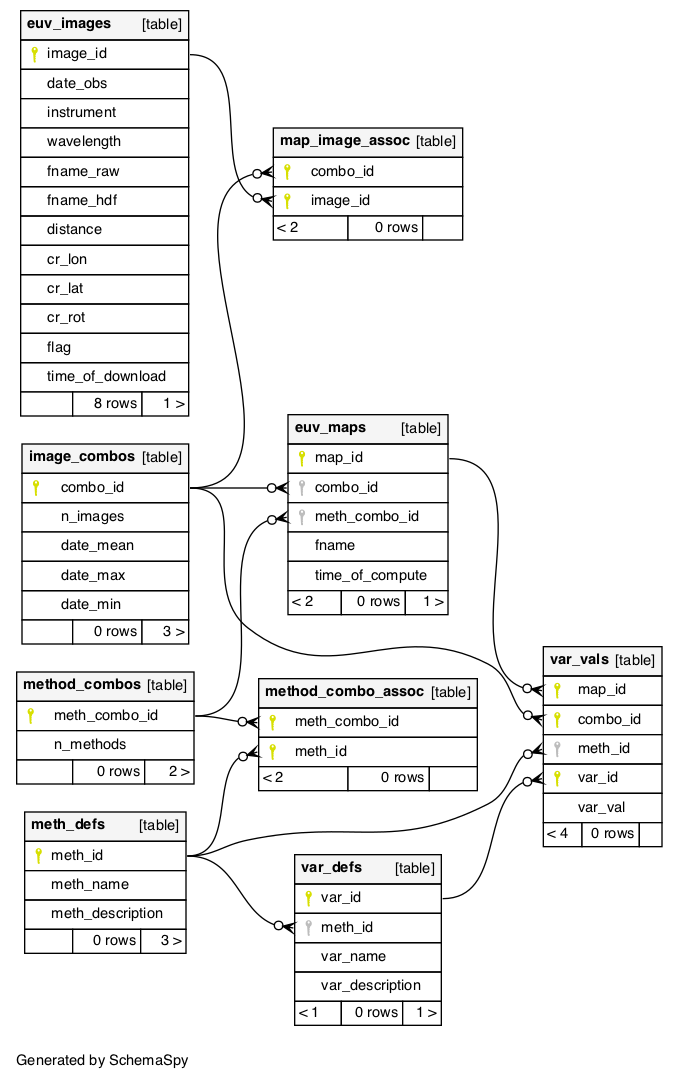 euv_images [table]
image_id
date_obs
instrument
wavelength
fname_raw
fname_hdf
distance
cr_lon
cr_lat
cr_rot
flag
time_of_download
8 rows 1 >
map_image_assoc [table]
combo_id
image_id
< 2 0 rows
image_combos [table]
combo_id
n_images
date_mean
date_max
date_min
0 rows 3 >
euv_maps [table]
map_id
combo_id
meth_combo_id
fname
time_of_compute
< 2 0 rows 1 >
method_combos [table]
meth_combo_id
n_methods
0 rows 2 >
method_combo_assoc [table]
meth_combo_id
meth_id
< 2 0 rows
var_vals [table]
map_id
combo_id
meth_id
var_id
var_val
< 4 0 rows
meth_defs [table]
meth_id
meth_name
meth_description
0 rows 3 >
var_defs [table]
var_id
meth_id
var_name
var_description
< 1 0 rows 1 >
Generated by SchemaSpy